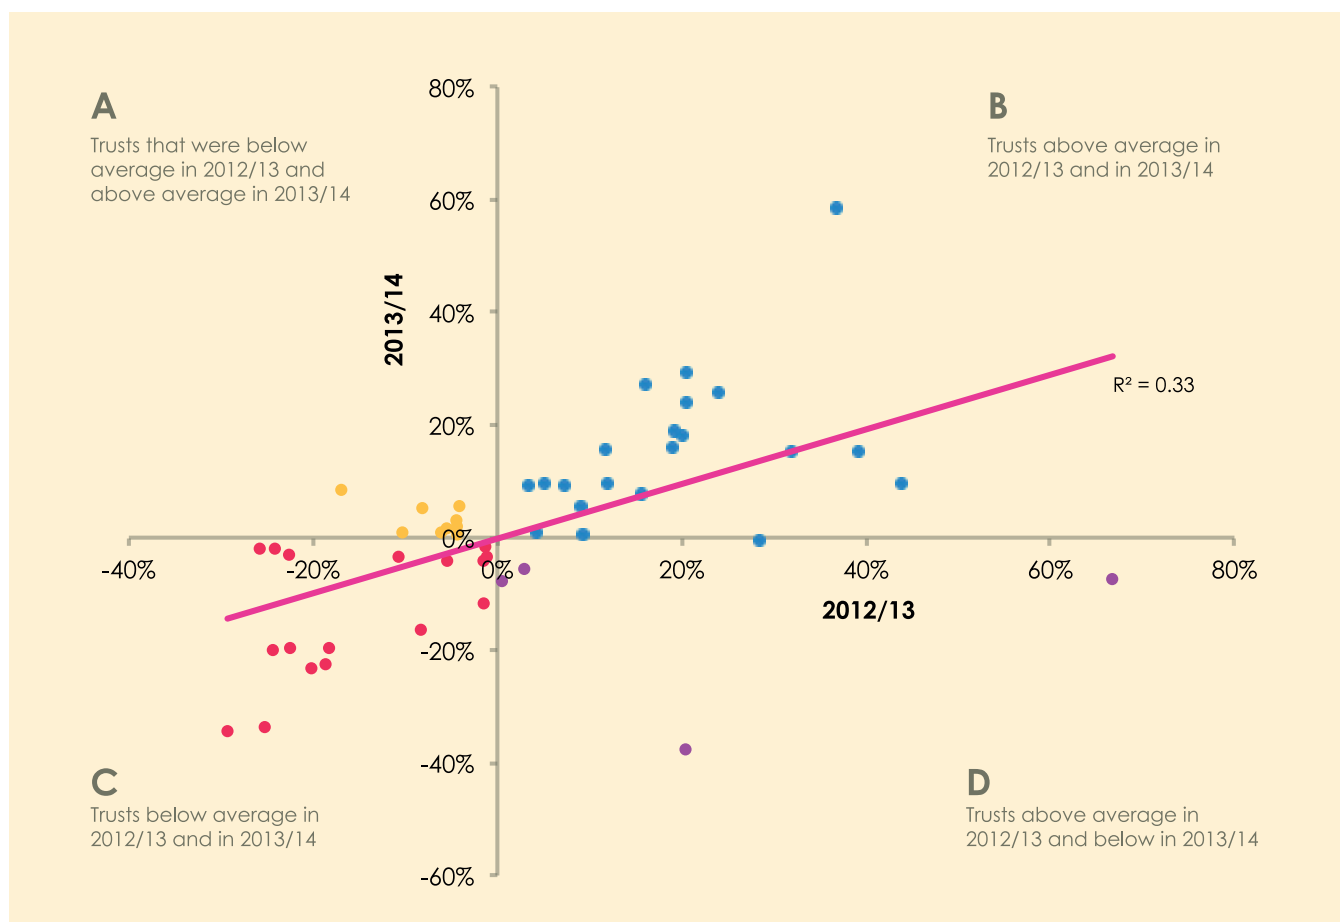 A
Trusts that were below
average in 2012/13 and
above average in 2013/14
B
Trusts above average in
2012/13 and in 2013/14
80%
60%
40%
20%
0%
-20%
-40%
-60%
2013/14
R² = 0.33
-40%
-20%
0%
20%
40%
60%
80%
2012/13
C
Trusts below average in
2012/13 and in 2013/14
D
Trusts above average in
2012/13 and below in 2013/14